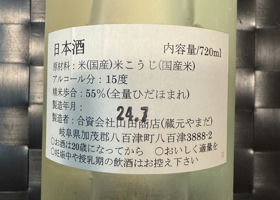 日本酒 内容量/720ml
原材料：米(国産)米こうじ(国産米)
アルコール分：15度
精米歩合：55%(全量ひだほまれ)
製造年月： 24.7
製造者：合資会社山田商店(蔵元やまだ)
岐阜県加茂郡八百津町八百津3888-2
○お酒は20歳になってから ○おいしく適量を
○妊娠中や授乳期の飲酒はお控え下さい